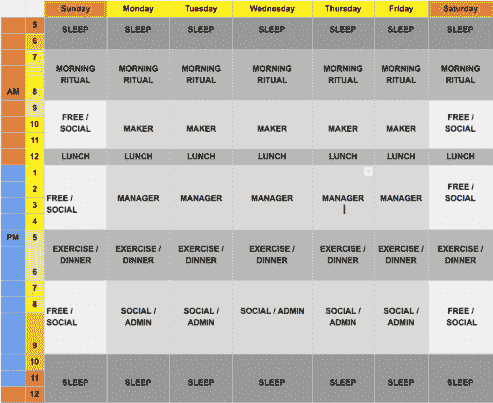 Sunday Monday Tuesday Wednesday Thursday Friday Saturday
5 SLEEP SLEEP SLEEP SLEEP SLEEP SLEEP SLEEP
6
7
MORNING MORNING MORNING MORNING MORNING MORNING MORNING
RITUAL RITUAL RITUAL RITUAL RITUAL RITUAL RITUAL
AM 8
9
FREE / FREE /
10 SOCIAL MAKER MAKER MAKER MAKER MAKER SOCIAL
11
12 LUNCH LUNCH LUNCH LUNCH LUNCH LUNCH LUNCH
1
2 FREE /
3 FREE / MANAGER MANAGER MANAGER MANAGER MANAGER SOCIAL
SOCIAL
4
PM 5
EXERCISE / EXERCISE / EXERCISE / EXERCISE / EXERCISE / EXERCISE / EXERCISE /
DINNER DINNER DINNER DINNER DINNER DINNER DINNER
6
7
8 FREE / SOCIAL / SOCIAL / SOCIAL / ADMIN SOCIAL / SOCIAL / FREE /
SOCIAL ADMIN ADMIN ADMIN ADMIN SOCIAL
9
10
11 SLEEP SLEEP SLEEP SLEEP SLEEP SLEEP SLEEP
12